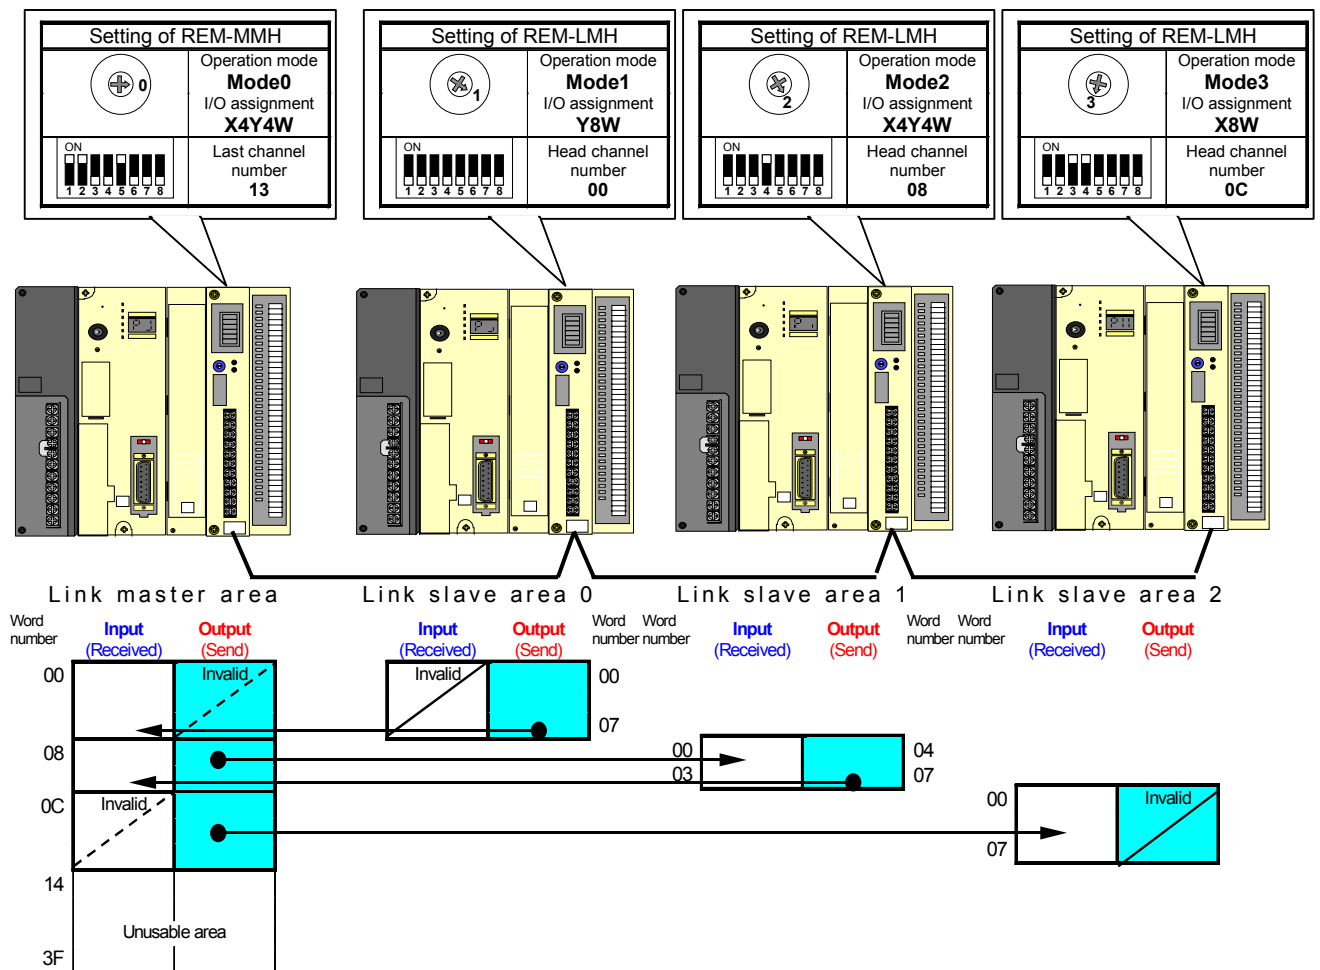 Setting of REM-MMH
0
Operation mode
Mode0
I/O assignment
X4Y4W
ON
1 2 3 4 5 6 7 8
Last channel
number
13
Setting of REM-LMH
1
Operation mode
Mode1
I/O assignment
Y8W
ON
1 2 3 4 5 6 7 8
Head channel
number
00
Setting of REM-LMH
2
Operation mode
Mode2
I/O assignment
X4Y4W
ON
1 2 3 4 5 6 7 8
Head channel
number
08
Setting of REM-LMH
3
Operation mode
Mode3
I/O assignment
X8W
ON
1 2 3 4 5 6 7 8
Head channel
number
0C
Link master area
Link slave area 0
Link slave area 1
Link slave area 2
Word
number
Input
(Received)
Output
(Send)
Input
(Received)
Output
(Send)
Word
number
Word
number
Input
(Received)
Output
(Send)
Word
number
Word
number
Input
(Received)
Output
(Send)
00
Invalid
Invalid
00
07
08
00
03
04
07
0C
Invalid
00
07
Invalid
14
Unusable area
3F